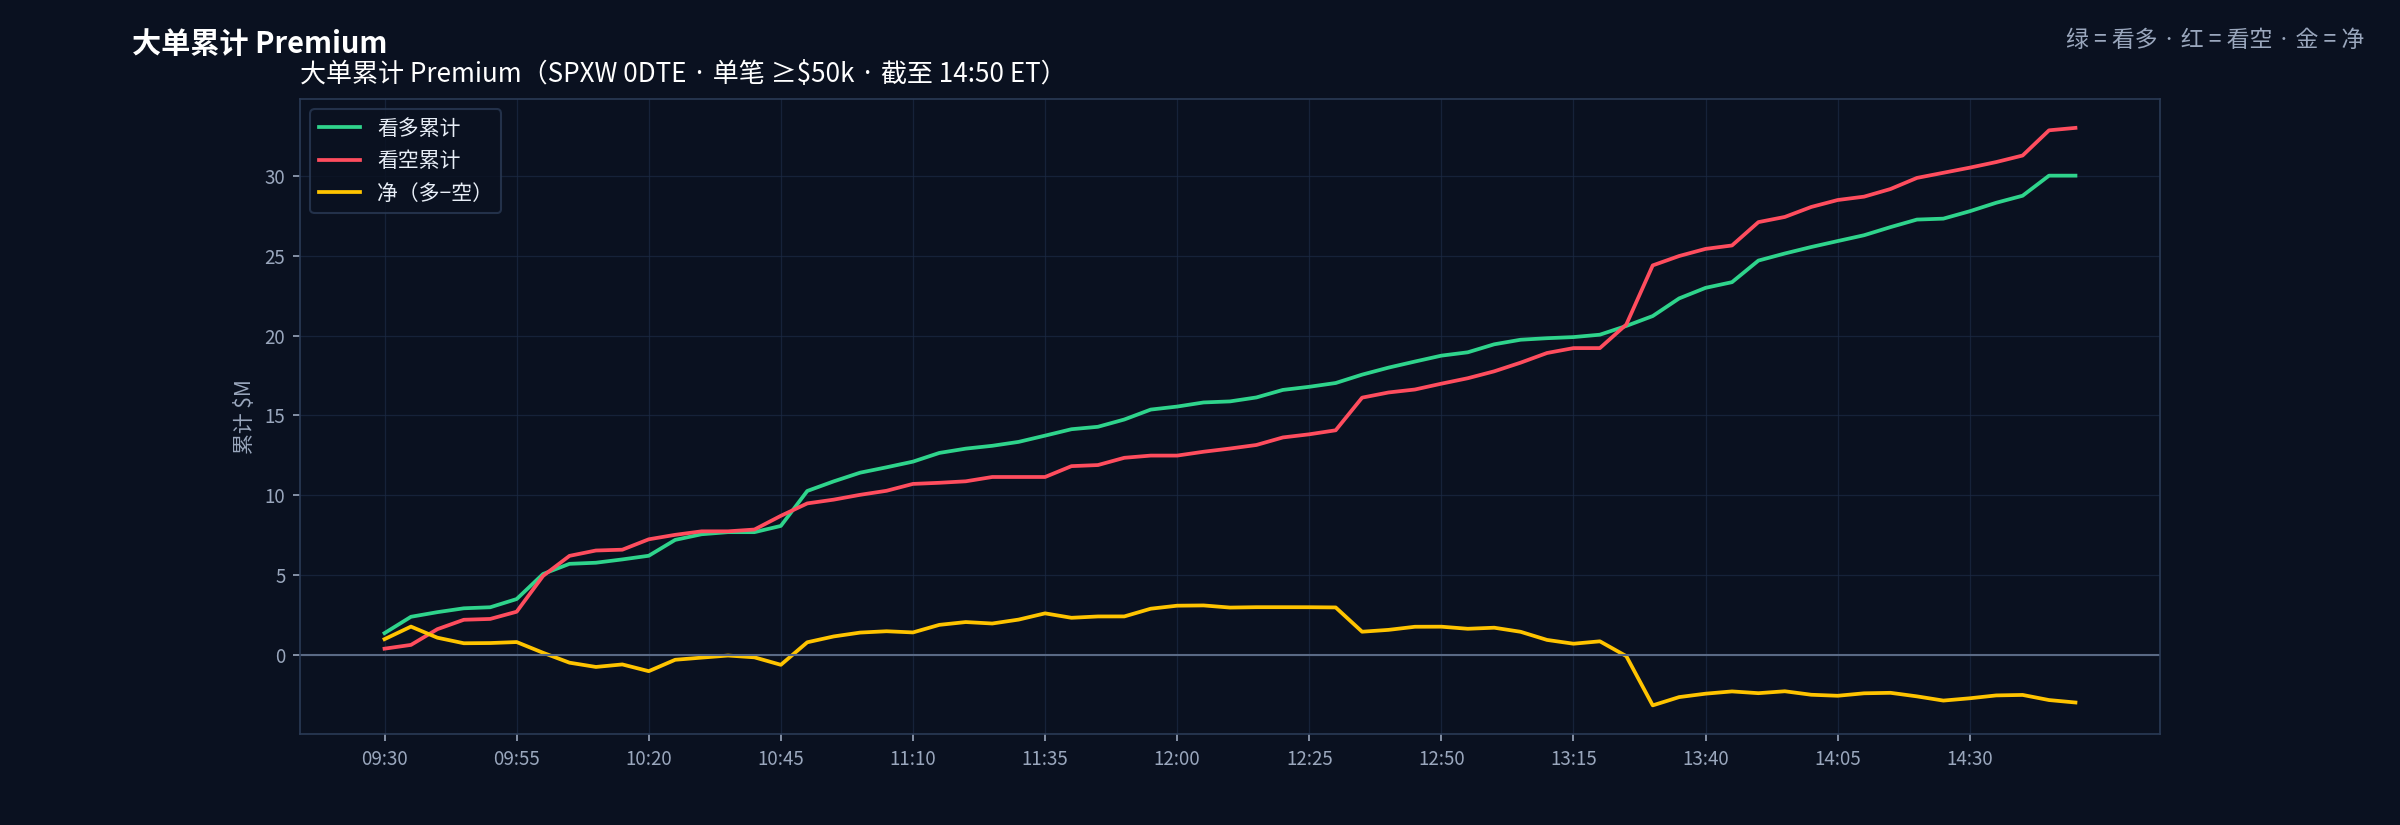 大单累计 Premium
绿 = 看多 · 红 = 看空 · 金 = 净
大单累计 Premium（SPXW 0DTE · 单笔 ≥$50k · 截至 14:50 ET）
看多累计
看空累计
净（多−空）
累计 $M
30
25
20
15
10
5
0
09:30 09:55 10:20 10:45 11:10 11:35 12:00 12:25 12:50 13:15 13:40 14:05 14:30